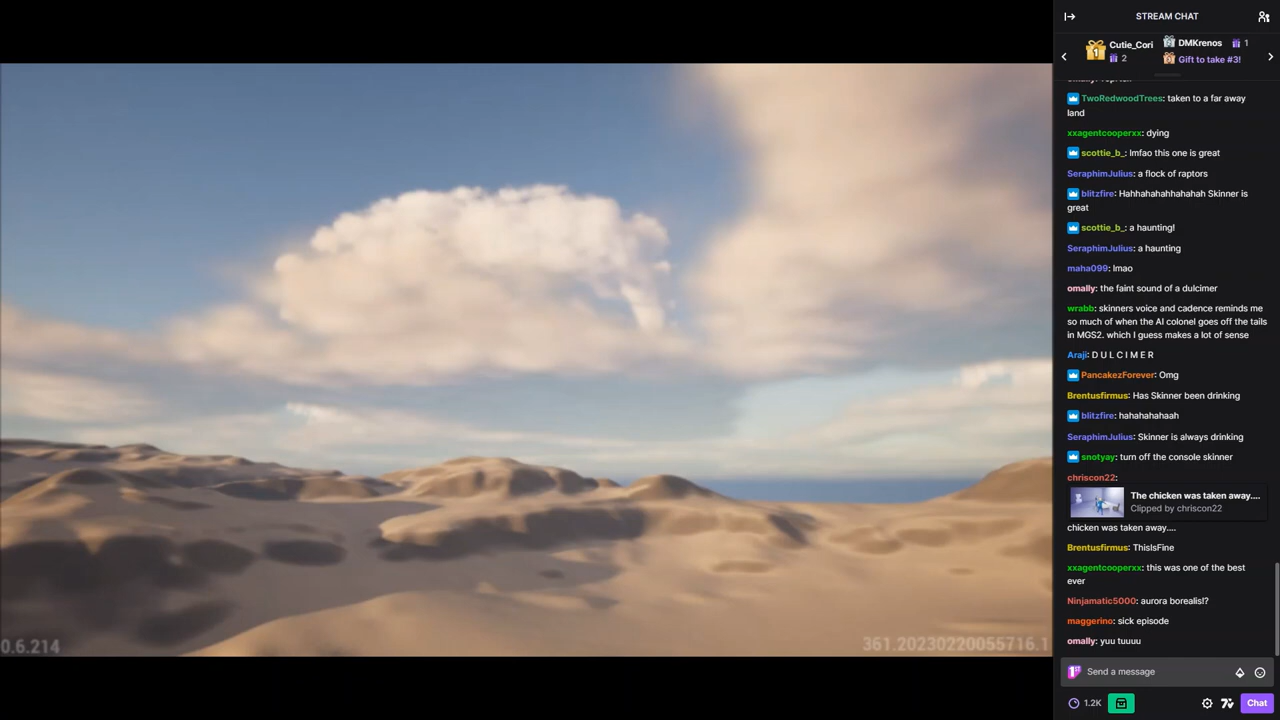 STREAM CHAT
Cutie_Cori
2
DMKrenos 1
Gift to take #3!
TwoRedwoodTrees: taken to a far away
land
xxagentcooperxx: dying
scottie_b_: lmfao this one is great
SeraphimJulius: a flock of raptors
blitzfire: Hahhahahahhahahah Skinner is
great
scottie_b_: a haunting!
SeraphimJulius: a haunting
maha099: lmao
omally: the faint sound of a dulcimer
wrabb: skinners voice and cadence reminds me
so much of when the AI colonel goes off the tails
in MGS2. which I guess makes a lot of sense
Araji: D U L C I M E R
PancakezForever: Omg
Brentusfirmus: Has Skinner been drinking
blitzfire: hahahahahaah
SeraphimJulius: Skinner is always drinking
snotyay: turn off the console skinner
chriscon22:
The chicken was taken away....
Clipped by chriscon22
chicken was taken away....
Brentusfirmus: ThisIsFine
xxagentcooperxx: this was one of the best
ever
Ninjamatic5000: aurora borealis!?
maggerino: sick episode
omally: yuu tuuuu
Send a message
1.2K
Chat
0.6.214
361.20230220055716.1